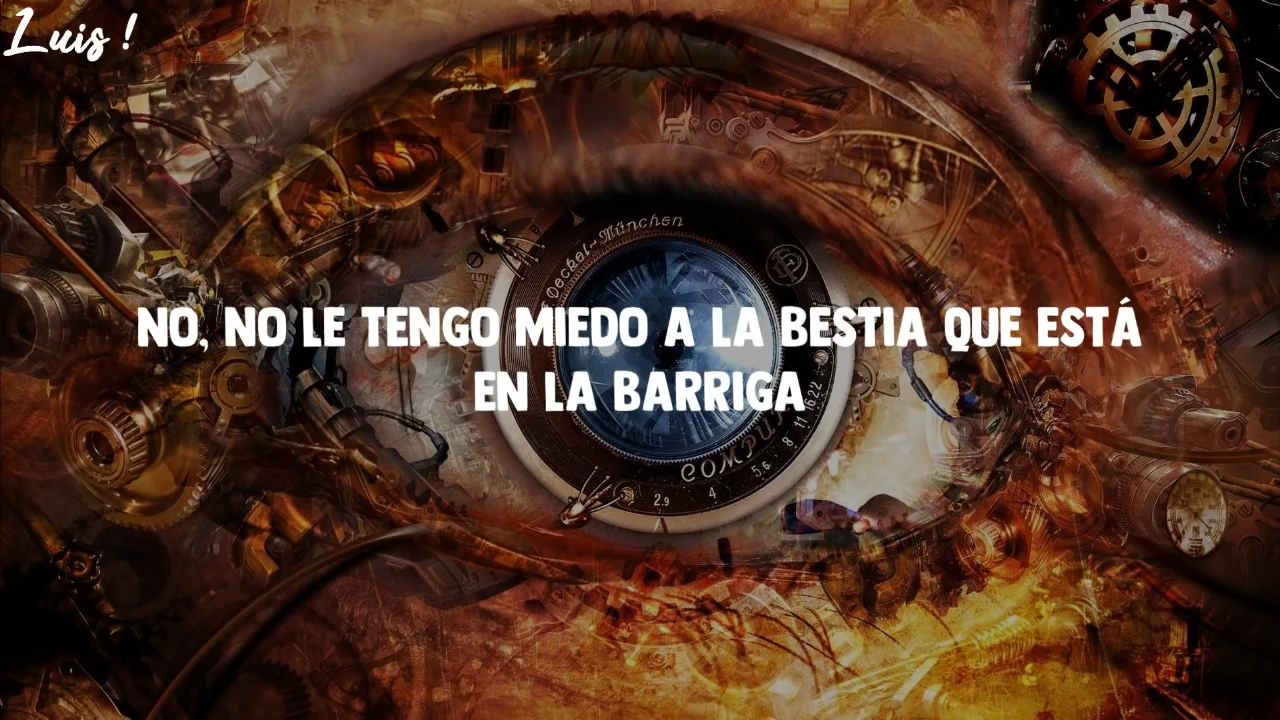 Luis !
Deckel-München
NO, NO LE TENGO MIEDO A LA BESTIA QUE ESTÁ
EN LA BARRIGA
COMPU
2.9 4 5,6 8 11 16 22